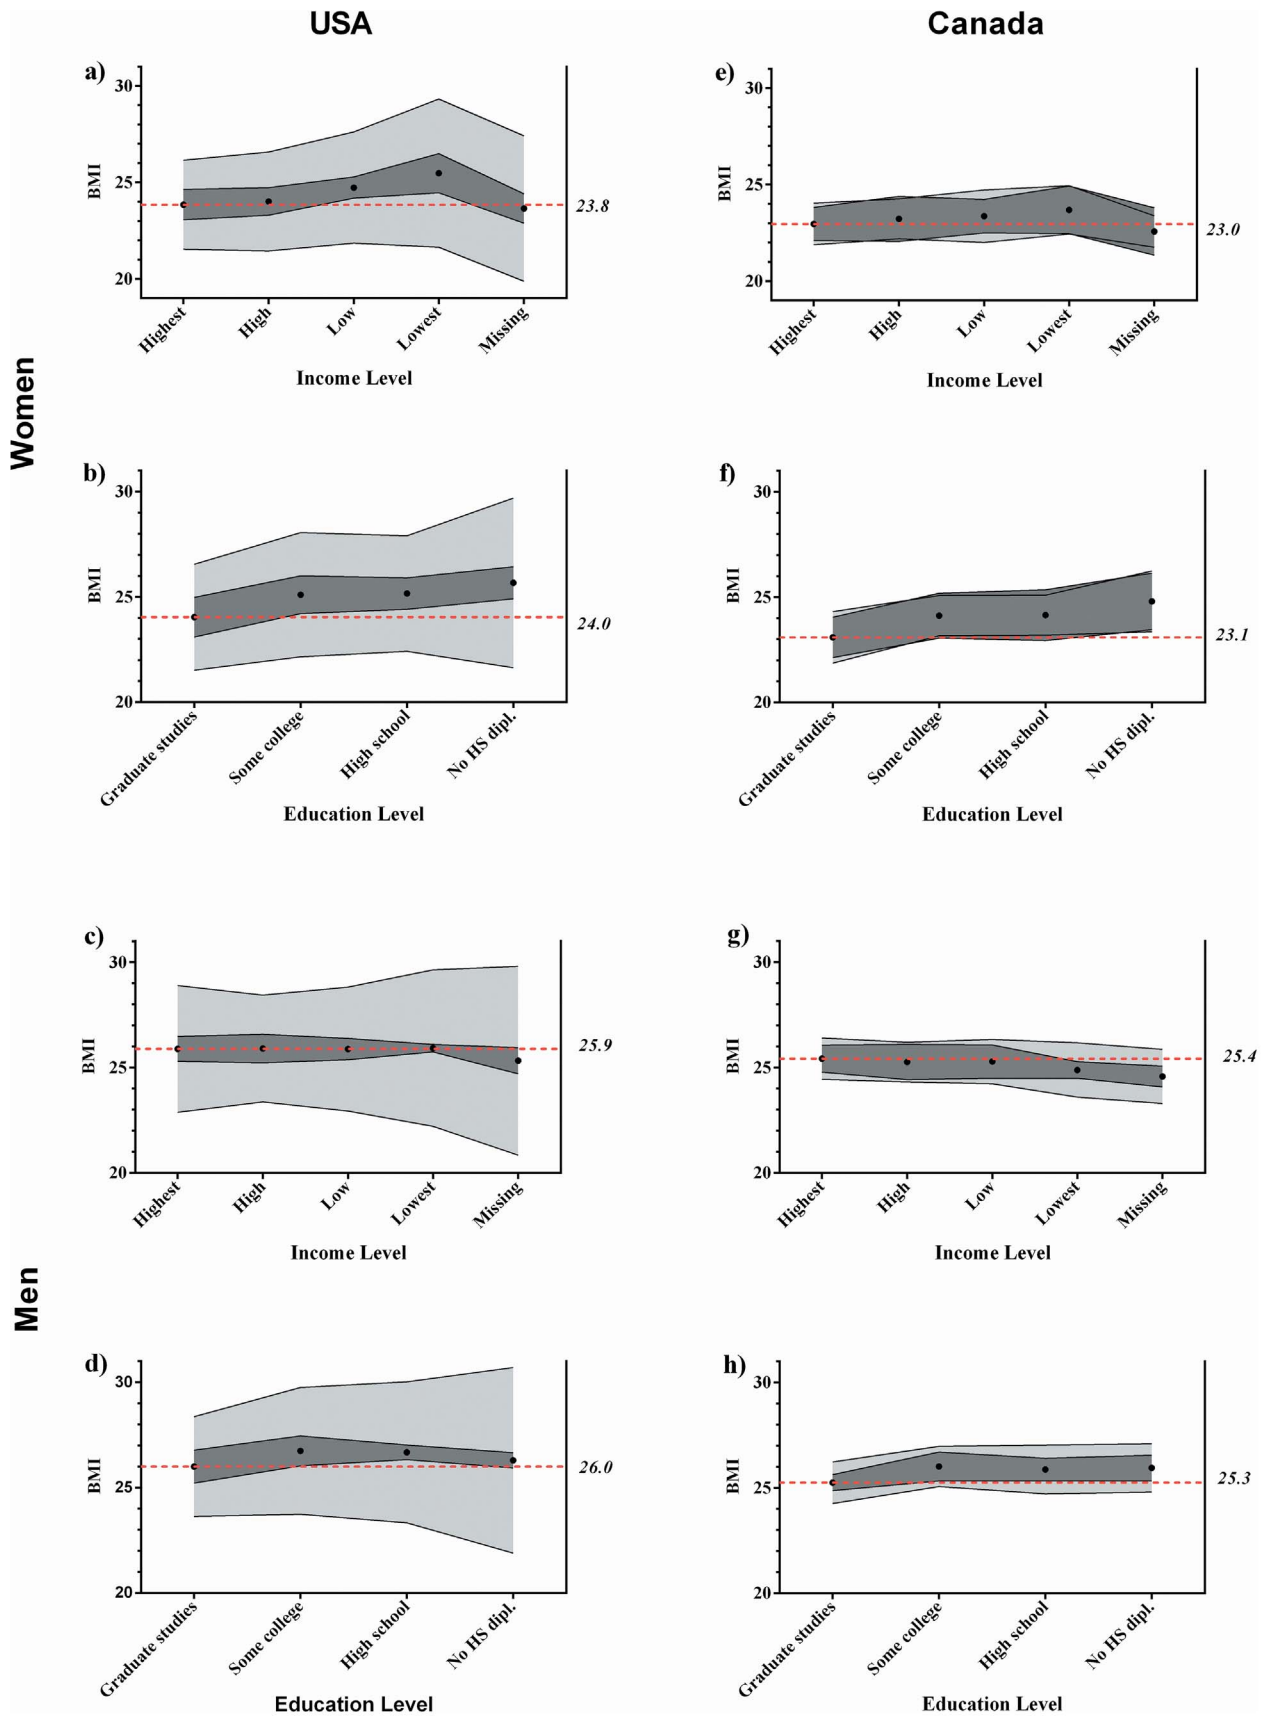 USA
Canada
Women
Men
a)
30
25
20
BMI
23.8
Highest
High
Low
Lowest
Missing
Income Level
e)
30
25
20
BMI
23.0
Highest
High
Low
Lowest
Missing
Income Level
b)
30
25
20
BMI
24.0
Graduate studies
Some college
High school
No HS dipl.
Education Level
f)
30
25
20
BMI
23.1
Graduate studies
Some college
High school
No HS dipl.
Education Level
c)
30
25
20
BMI
25.9
Highest
High
Low
Lowest
Missing
Income Level
g)
30
25
20
BMI
25.4
Highest
High
Low
Lowest
Missing
Income Level
d)
30
25
20
BMI
26.0
Graduate studies
Some college
High school
No HS dipl.
Education Level
h)
30
25
20
BMI
25.3
Graduate studies
Some college
High school
No HS dipl.
Education Level